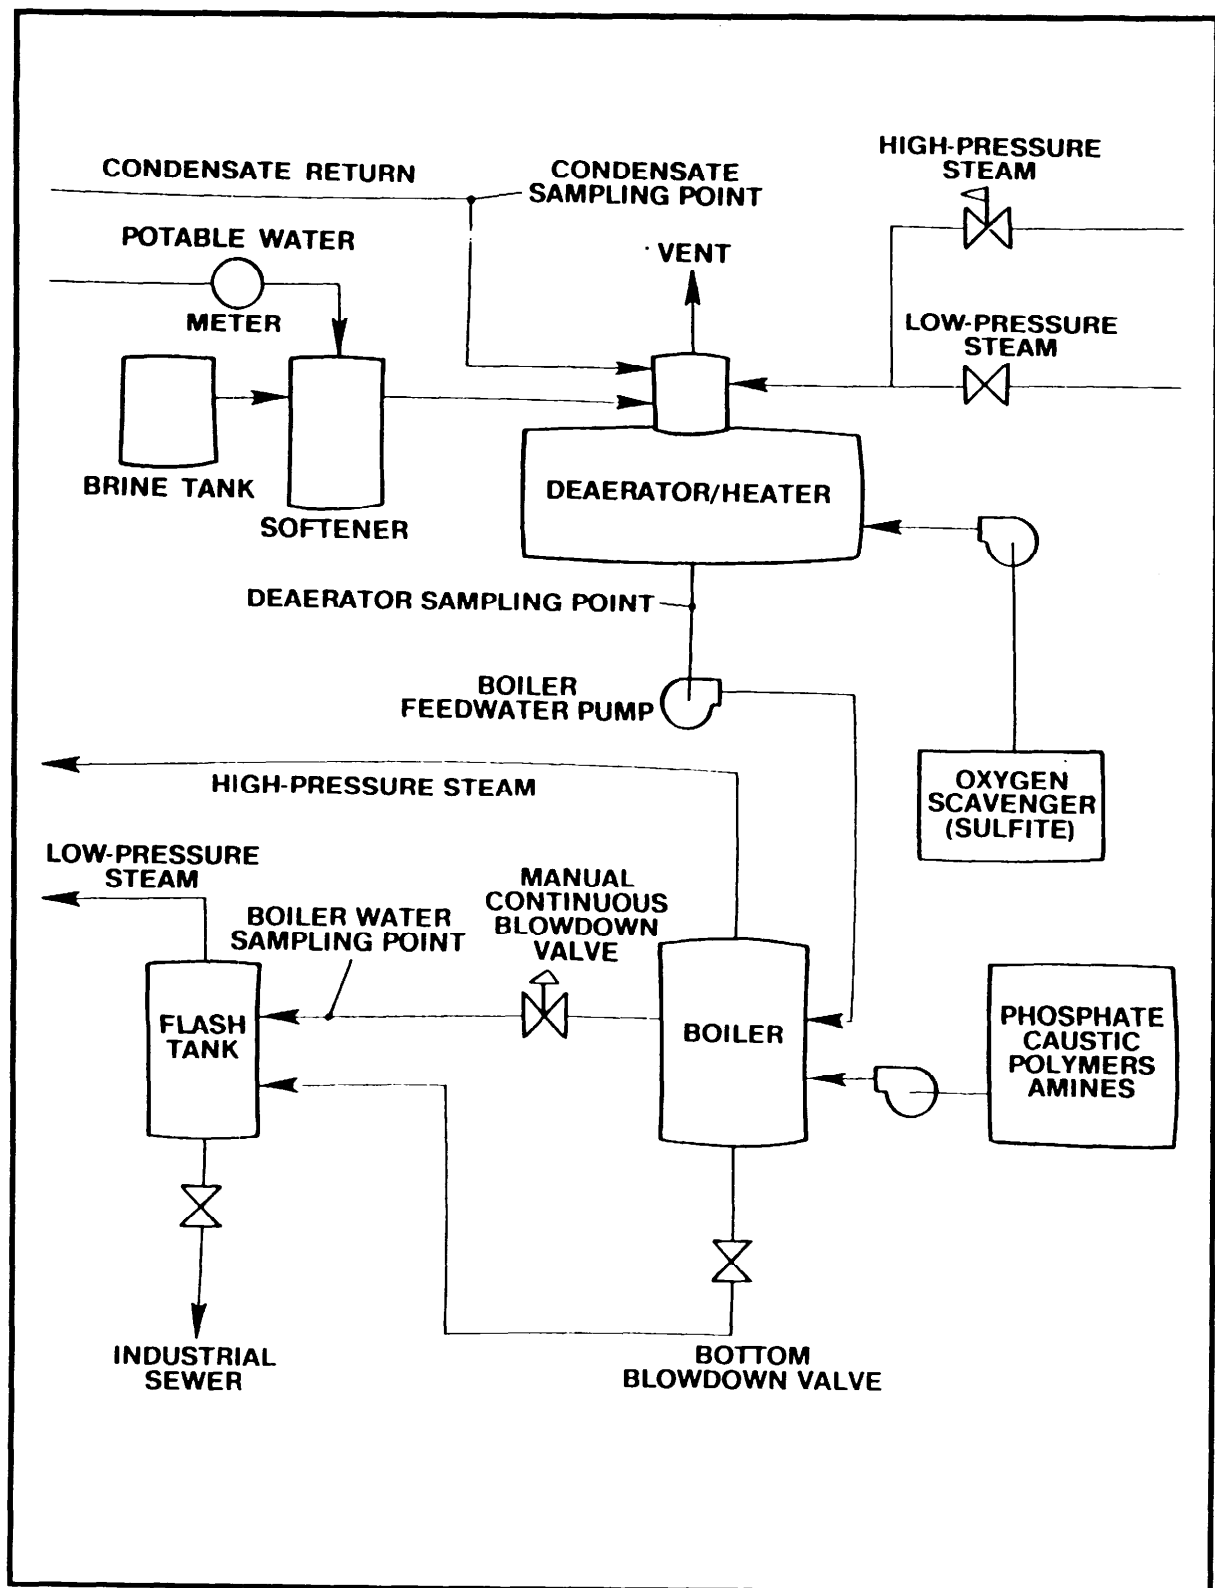 CONDENSATE RETURN
CONDENSATE
SAMPLING POINT
HIGH-PRESSURE
STEAM
POTABLE WATER
METER
VENT
LOW-PRESSURE
STEAM
BRINE TANK
SOFTENER
DEAERATOR/HEATER
DEAERATOR SAMPLING POINT
BOILER
FEEDWATER PUMP
OXYGEN
SCAVENGER
(SULFITE)
HIGH-PRESSURE STEAM
LOW-PRESSURE
STEAM
BOILER WATER
SAMPLING POINT
MANUAL
CONTINUOUS
BLOWDOWN
VALVE
FLASH
TANK
BOILER
PHOSPHATE
CAUSTIC
POLYMERS
AMINES
INDUSTRIAL
SEWER
BOTTOM
BLOWDOWN VALVE